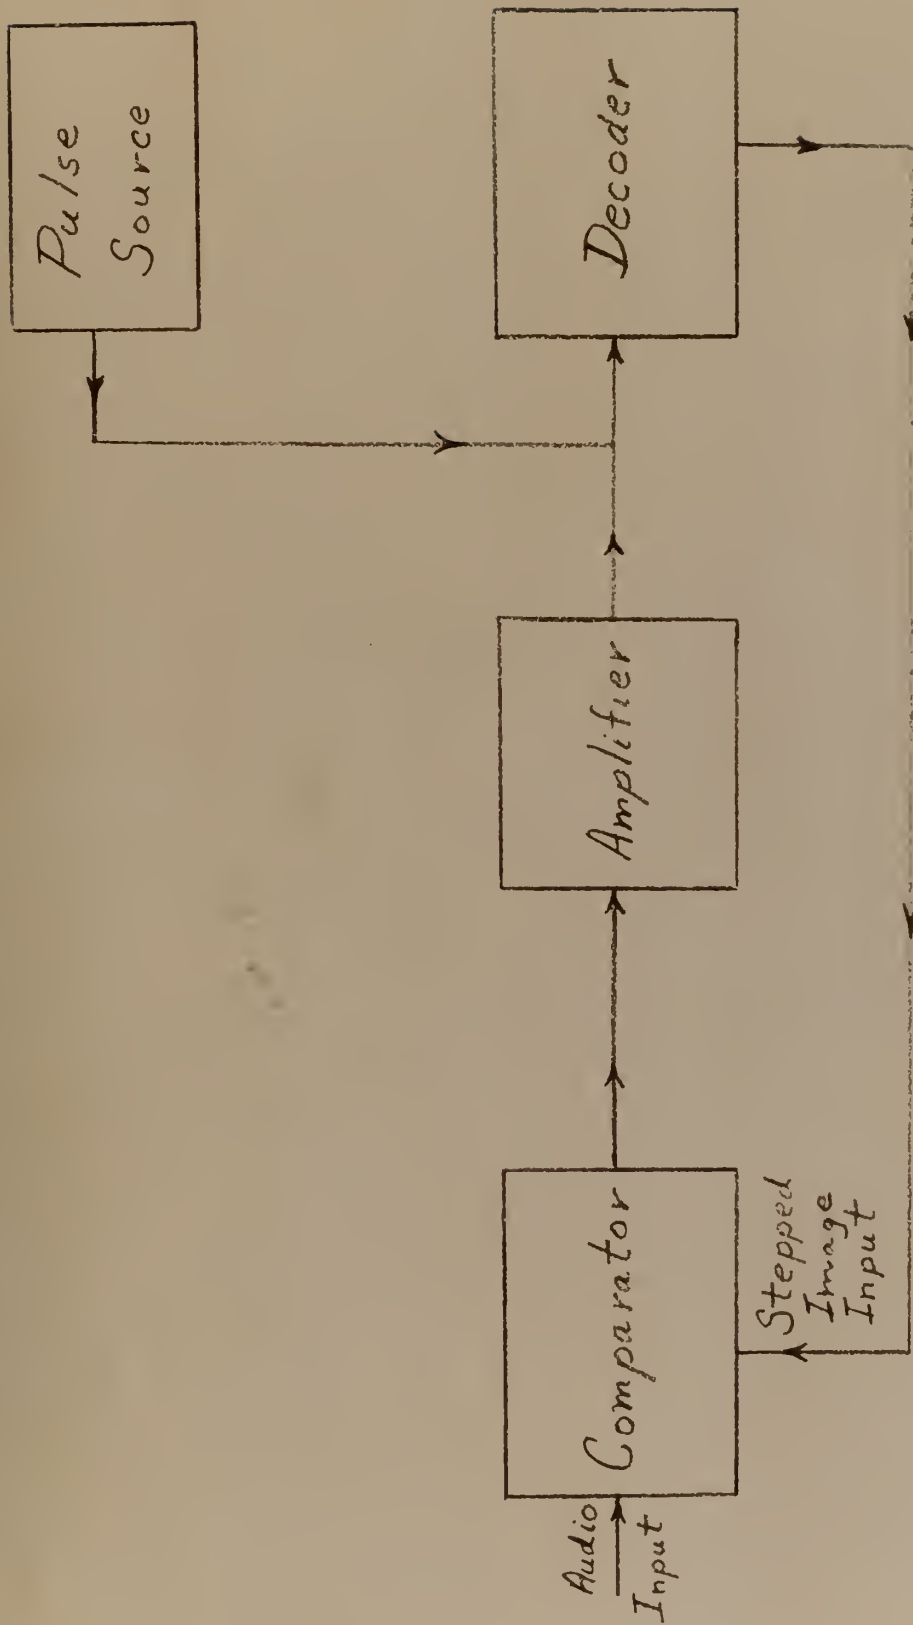 Pulse
Source
Audio
Input
Comparator
Amplifier
Decoder
Stepped
Image
Input